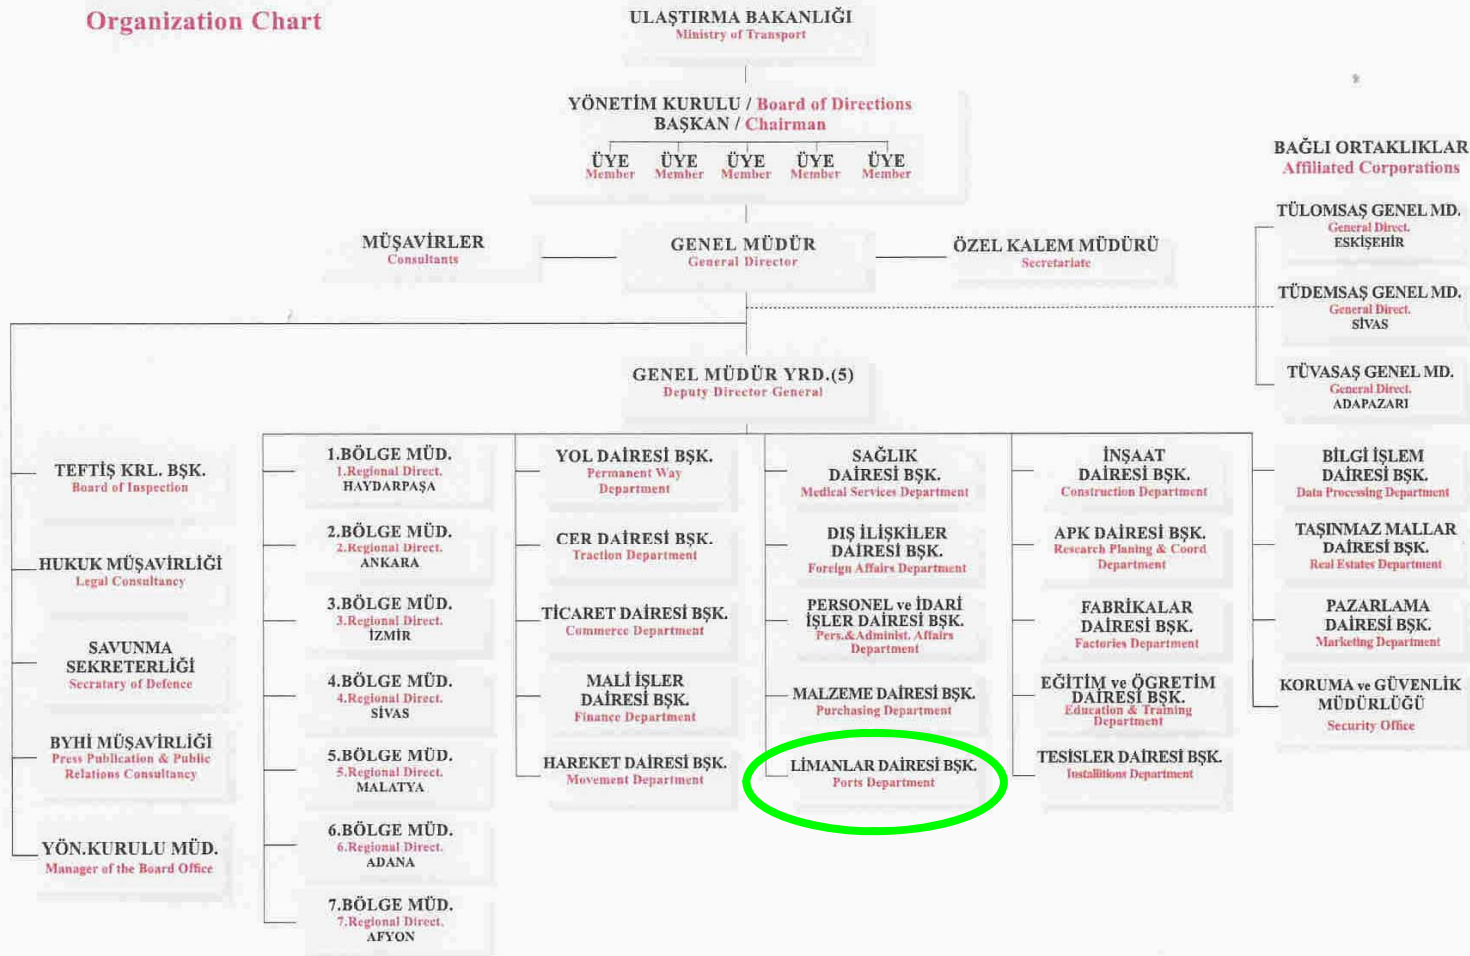 Organization Chart
ULAŞTIRMA BAKANLIĞI
Ministry of Transport
YÖNETİM KURULU / Board of Directions
BAŞKAN / Chairman
ÜYE ÜYE ÜYE ÜYE ÜYE
Member Member Member Member Member
BAĞLI ORTAKLIKLAR
Affiliated Corporations
TÜLOMSAŞ GENEL MD.
General Direct.
ESKİŞEHİR
TÜDEMSAŞ GENEL MD.
General Direct.
SİVAS
TÜVASAŞ GENEL MD.
General Direct.
ADAPAZARI
MÜŞAVİRLER
Consultants
GENEL MÜDÜR
General Director
ÖZEL KALEM MÜDÜRÜ
Secretariate
GENEL MÜDÜR YRD.(5)
Deputy Director General
TEFTİŞ KRL. BŞK.
Board of Inspection
HUKUK MÜŞAVİRLİĞİ
Legal Consultancy
SAVUNMA
SEKRETERLİĞİ
Secratary of Defence
BYHİ MÜŞAVİRLİĞİ
Press Publication & Public
Relations Consultancy
YÖN.KURULU MÜD.
Manager of the Board Office
1.BÖLGE MÜD.
1.Regional Direct.
HAYDARPAŞA
2.BÖLGE MÜD.
2.Regional Direct.
ANKARA
3.BÖLGE MÜD.
3.Regional Direct.
İZMİR
4.BÖLGE MÜD.
4.Regional Direct.
SİVAS
5.BÖLGE MÜD.
5.Regional Direct.
MALATYA
6.BÖLGE MÜD.
6.Regional Direct.
ADANA
7.BÖLGE MÜD.
7.Regional Direct.
AFYON
YOL DAİRESİ BŞK.
Permanent Way
Department
CER DAİRESİ BŞK.
Traction Department
TİCARET DAİRESİ BŞK.
Commerce Department
MALİ İŞLER
DAİRESİ BŞK.
Finance Department
HAREKET DAİRESİ BŞK.
Movement Department
SAĞLIK
DAİRESİ BŞK.
Medical Services Department
DIŞ İLİŞKİLER
DAİRESİ BŞK.
Foreign Affairs Department
PERSONEL ve İDARİ
İŞLER DAİRESİ BŞK.
Pers.&Administ. Affairs
Department
MALZEME DAİRESİ BŞK.
Purchasing Department
LİMANLAR DAİRESİ BŞK.
Ports Department
İNŞAAT
DAİRESİ BŞK.
Construction Department
APK DAİRESİ BŞK.
Research Planing & Coord
Department
FABRİKALAR
DAİRESİ BŞK.
Factories Department
EĞİTİM ve ÖGRETİM
DAİRESİ BŞK.
Education & Training
Department
TESİSLER DAİRESİ BŞK.
Installitions Department
BİLGİ İŞLEM
DAİRESİ BŞK.
Data Processing Department
TAŞINMAZ MALLAR
DAİRESİ BŞK.
Real Estates Department
PAZARLAMA
DAİRESİ BŞK.
Marketing Department
KORUMA ve GÜVENLİK
MÜDÜRLÜĞÜ
Security Office